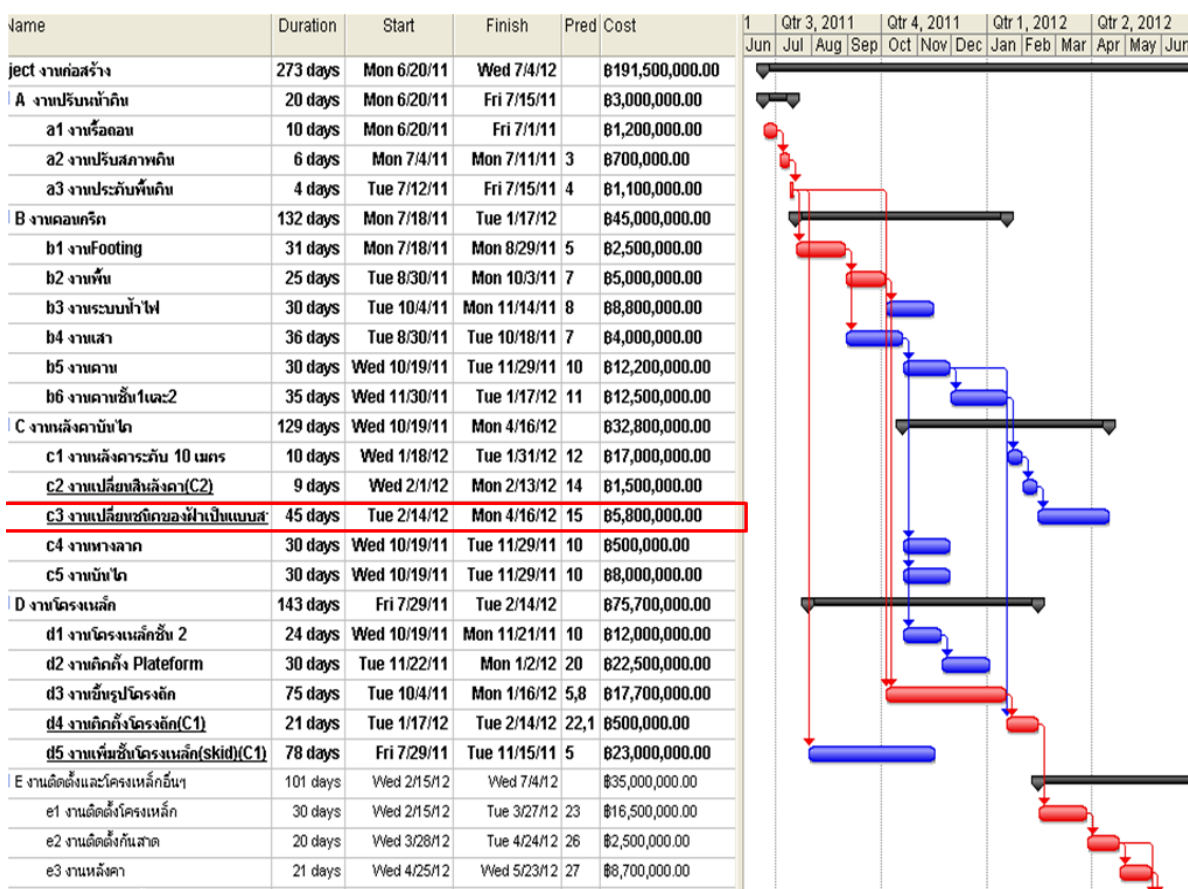 Name Duration Start Finish Pred Cost
1 Qtr 3, 2011 Qtr 4, 2011 Qtr 1, 2012 Qtr 2, 2012
Jun Jul Aug Sep Oct Nov Dec Jan Feb Mar Apr May Jun
ject งานก่อสร้าง 273 days Mon 6/20/11 Wed 7/4/12 ฿191,500,000.00
A งานปรับหน้าดิน 20 days Mon 6/20/11 Fri 7/15/11 ฿3,000,000.00
a1 งานรื้อถอน 10 days Mon 6/20/11 Fri 7/1/11 ฿1,200,000.00
a2 งานปรับสภาพดิน 6 days Mon 7/4/11 Mon 7/11/11 3 ฿700,000.00
a3 งานประดับพื้นดิน 4 days Tue 7/12/11 Fri 7/15/11 4 ฿1,100,000.00
B งานคอนกรีต 132 days Mon 7/18/11 Tue 1/17/12 ฿45,000,000.00
b1 งานFooting 31 days Mon 7/18/11 Mon 8/29/11 5 ฿2,500,000.00
b2 งานพื้น 25 days Tue 8/30/11 Mon 10/3/11 7 ฿5,000,000.00
b3 งานระบบน้ำไฟ 30 days Tue 10/4/11 Mon 11/14/11 8 ฿8,800,000.00
b4 งานเสา 36 days Tue 8/30/11 Tue 10/18/11 7 ฿4,000,000.00
b5 งานคาน 30 days Wed 10/19/11 Tue 11/29/11 10 ฿12,200,000.00
b6 งานคานชั้น1และ2 35 days Wed 11/30/11 Tue 1/17/12 11 ฿12,500,000.00
C งานหลังคาบันได 129 days Wed 10/19/11 Mon 4/16/12 ฿32,800,000.00
c1 งานหลังคาระดับ 10 เมตร 10 days Wed 1/18/12 Tue 1/31/12 12 ฿17,000,000.00
c2 งานเปลี่ยนสีหลังคา(C2) 9 days Wed 2/1/12 Mon 2/13/12 14 ฿1,500,000.00
c3 งานเปลี่ยนชนิดของฝ้าเป็นแบบส 45 days Tue 2/14/12 Mon 4/16/12 15 ฿5,800,000.00
c4 งานทางลาด 30 days Wed 10/19/11 Tue 11/29/11 10 ฿500,000.00
c5 งานบันได 30 days Wed 10/19/11 Tue 11/29/11 10 ฿8,000,000.00
D งานโครงเหล็ก 143 days Fri 7/29/11 Tue 2/14/12 ฿75,700,000.00
d1 งานโครงเหล็กชั้น 2 24 days Wed 10/19/11 Mon 11/21/11 10 ฿12,000,000.00
d2 งานติดตั้ง Plateform 30 days Tue 11/22/11 Mon 1/2/12 20 ฿22,500,000.00
d3 งานขึ้นรูปโครงถัก 75 days Tue 10/4/11 Mon 1/16/12 5,8 ฿17,700,000.00
d4 งานติดตั้งโครงถัก(C1) 21 days Tue 1/17/12 Tue 2/14/12 22,1 ฿500,000.00
d5 งานเพิ่มชั้นโครงเหล็ก(skid)(C1) 78 days Fri 7/29/11 Tue 11/15/11 5 ฿23,000,000.00
E งานติดตั้งและโครงเหล็กอื่นๆ 101 days Wed 2/15/12 Wed 7/4/12 ฿35,000,000.00
e1 งานติดตั้งโครงเหล็ก 30 days Wed 2/15/12 Tue 3/27/12 23 ฿16,500,000.00
e2 งานติดตั้งกันสาด 20 days Wed 3/28/12 Tue 4/24/12 26 ฿2,500,000.00
e3 งานหลังคา 21 days Wed 4/25/12 Wed 5/23/12 27 ฿8,700,000.00